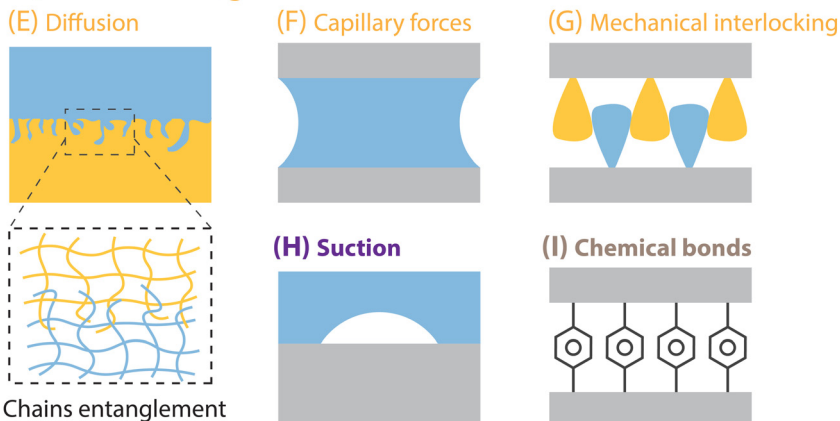 (E) Diffusion
(F) Capillary forces
(G) Mechanical interlocking
(H) Suction
(I) Chemical bonds
Chains entanglement